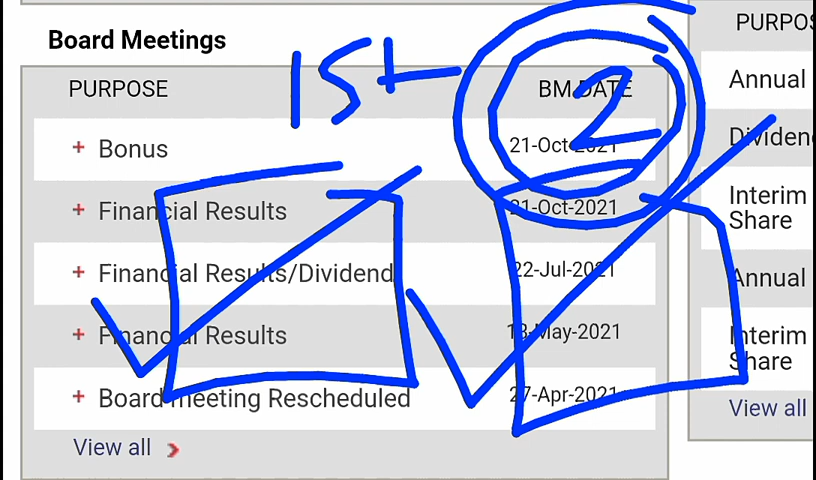 Board Meetings
1st 2
PURPOSE BM DATE
+ Bonus 21-Oct-2021
+ Financial Results 21-Oct-2021
+ Financial Results/Dividend 22-Jul-2021
+ Financial Results 13-May-2021
+ Board meeting Rescheduled 27-Apr-2021
View all
PURPO
Annual
Dividen
Interim
Share
Annual
Interim
Share
View all